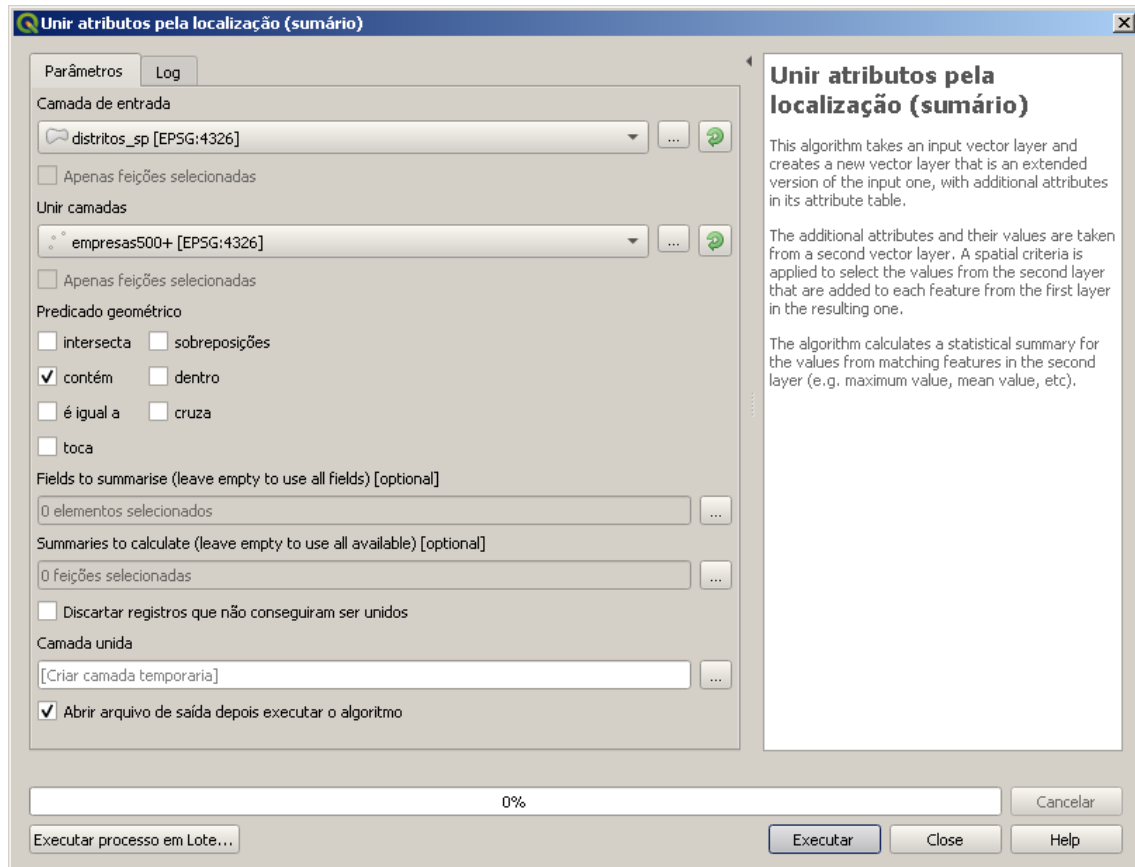 Unir atributos pela localização (sumário)
Parâmetros
Log
Camada de entrada
distritos_sp [EPSG:4326]
...
Apenas feições selecionadas
Unir camadas
empresas500+ [EPSG:4326]
...
Apenas feições selecionadas
Predicado geométrico
intersecta
sobreposições
contém
dentro
é igual a
cruza
toca
Fields to summarise (leave empty to use all fields) [optional]
0 elementos selecionados
...
Summaries to calculate (leave empty to use all available) [optional]
0 feições selecionadas
...
Discartar registros que não conseguiram ser unidos
Camada unida
[Criar camada temporaria]
...
Abrir arquivo de saída depois executar o algoritmo
Unir atributos pela
localização (sumário)
This algorithm takes an input vector layer and
creates a new vector layer that is an extended
version of the input one, with additional attributes
in its attribute table.
The additional attributes and their values are taken
from a second vector layer. A spatial criteria is
applied to select the values from the second layer
that are added to each feature from the first layer
in the resulting one.
The algorithm calculates a statistical summary for
the values from matching features in the second
layer (e.g. maximum value, mean value, etc).
0%
Cancelar
Executar processo em Lote...
Executar
Close
Help